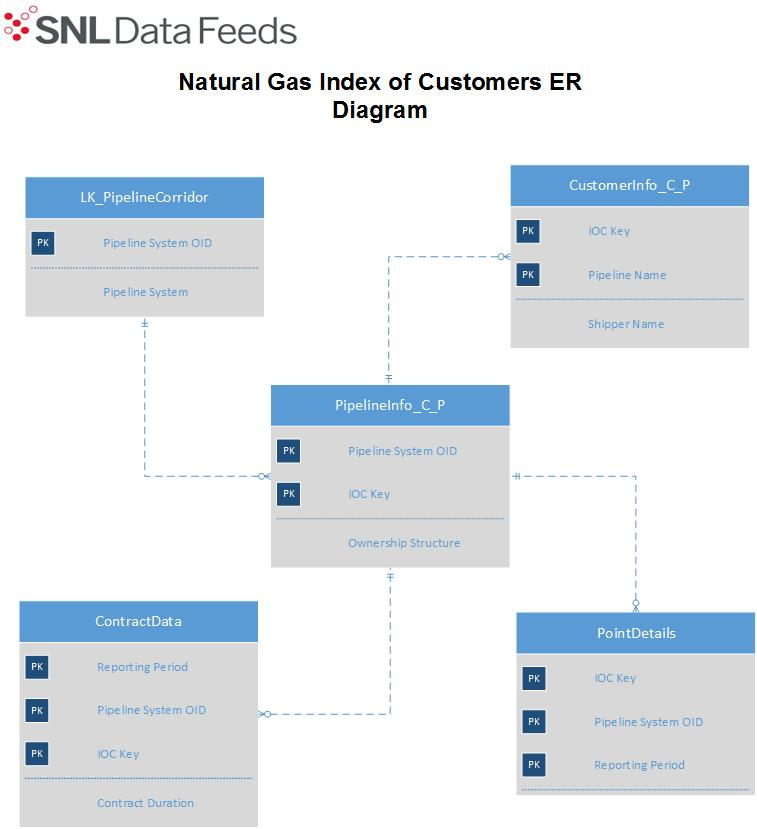 SNL Data Feeds
Natural Gas Index of Customers ER
Diagram
LK_PipelineCorridor
PK Pipeline System OID
Pipeline System
CustomerInfo_C_P
PK IOC Key
PK Pipeline Name
Shipper Name
PipelineInfo_C_P
PK Pipeline System OID
PK IOC Key
Ownership Structure
ContractData
PK Reporting Period
PK Pipeline System OID
PK IOC Key
Contract Duration
PointDetails
PK IOC Key
PK Pipeline System OID
PK Reporting Period